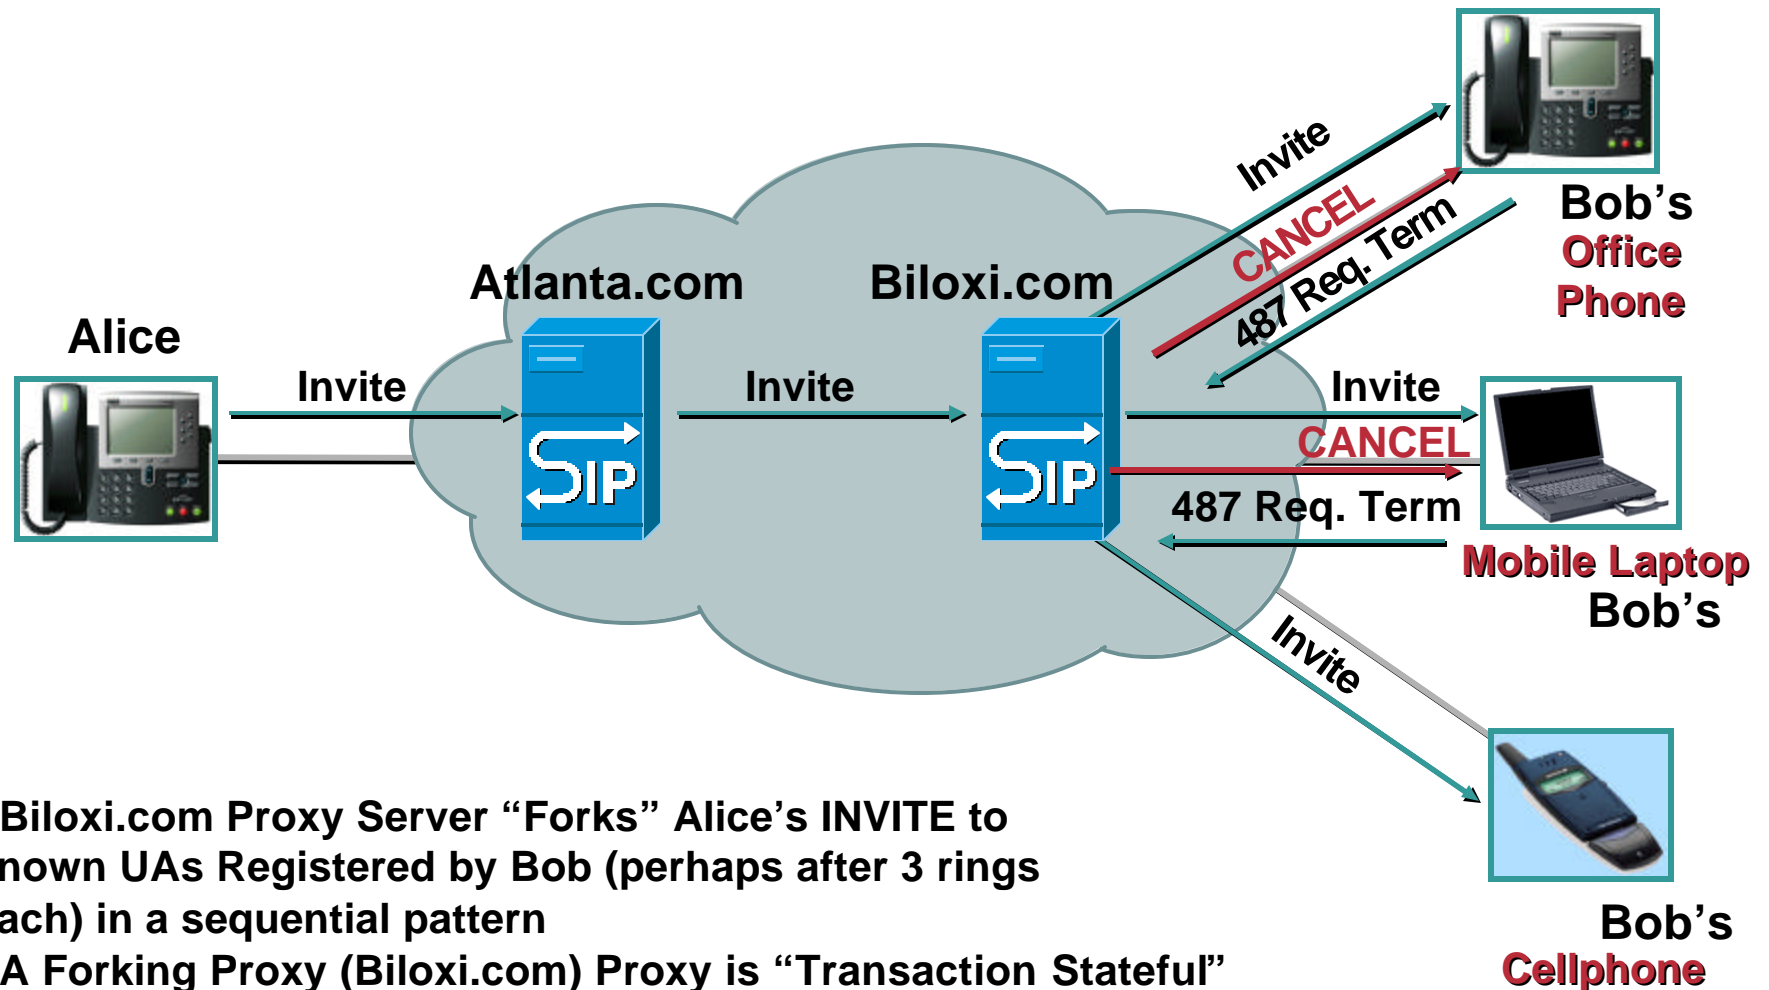 Alice
Atlanta.com
Biloxi.com
Invite
Invite
Invite
CANCEL
487 Req. Term
Bob's
Office
Phone
Invite
CANCEL
487 Req. Term
Mobile Laptop
Bob's
Invite
Bob's
Cellphone
SIP
SIP
Biloxi.com Proxy Server “Forks” Alice's INVITE to
nown UAs Registered by Bob (perhaps after 3 rings
ach) in a sequential pattern
A Forking Proxy (Biloxi.com) Proxy is “Transaction Stateful”